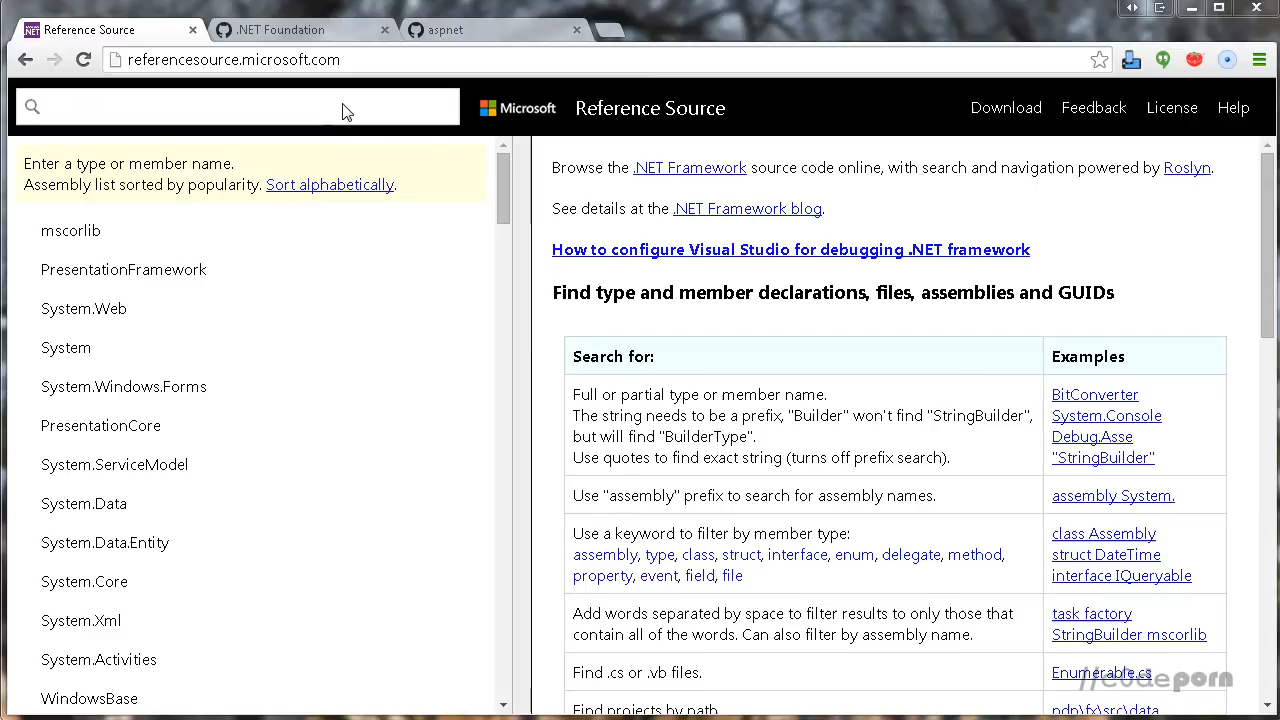 Reference Source
.NET Foundation
aspnet
referencesource.microsoft.com
Microsoft
Reference Source
Download
Feedback
License
Help
Enter a type or member name.
Assembly list sorted by popularity. Sort alphabetically.
mscorlib
PresentationFramework
System.Web
System
System.Windows.Forms
PresentationCore
System.ServiceModel
System.Data
System.Data.Entity
System.Core
System.Xml
System.Activities
WindowsBase
Browse the .NET Framework source code online, with search and navigation powered by Roslyn.
See details at the .NET Framework blog.
How to configure Visual Studio for debugging .NET framework
Find type and member declarations, files, assemblies and GUIDs
Search for:
Examples
Full or partial type or member name.
The string needs to be a prefix, "Builder" won't find "StringBuilder",
but will find "BuilderType".
Use quotes to find exact string (turns off prefix search).
BitConverter
System.Console
Debug.Asse
"StringBuilder"
Use "assembly" prefix to search for assembly names.
assembly System.
Use a keyword to filter by member type:
assembly, type, class, struct, interface, enum, delegate, method,
property, event, field, file
class Assembly
struct DateTime
interface IQueryable
Add words separated by space to filter results to only those that
contain all of the words. Can also filter by assembly name.
task factory
StringBuilder mscorlib
Find .cs or .vb files.
Enumerable.cs
//c0deporn
Find projects by path.
ndp\fx\src\data